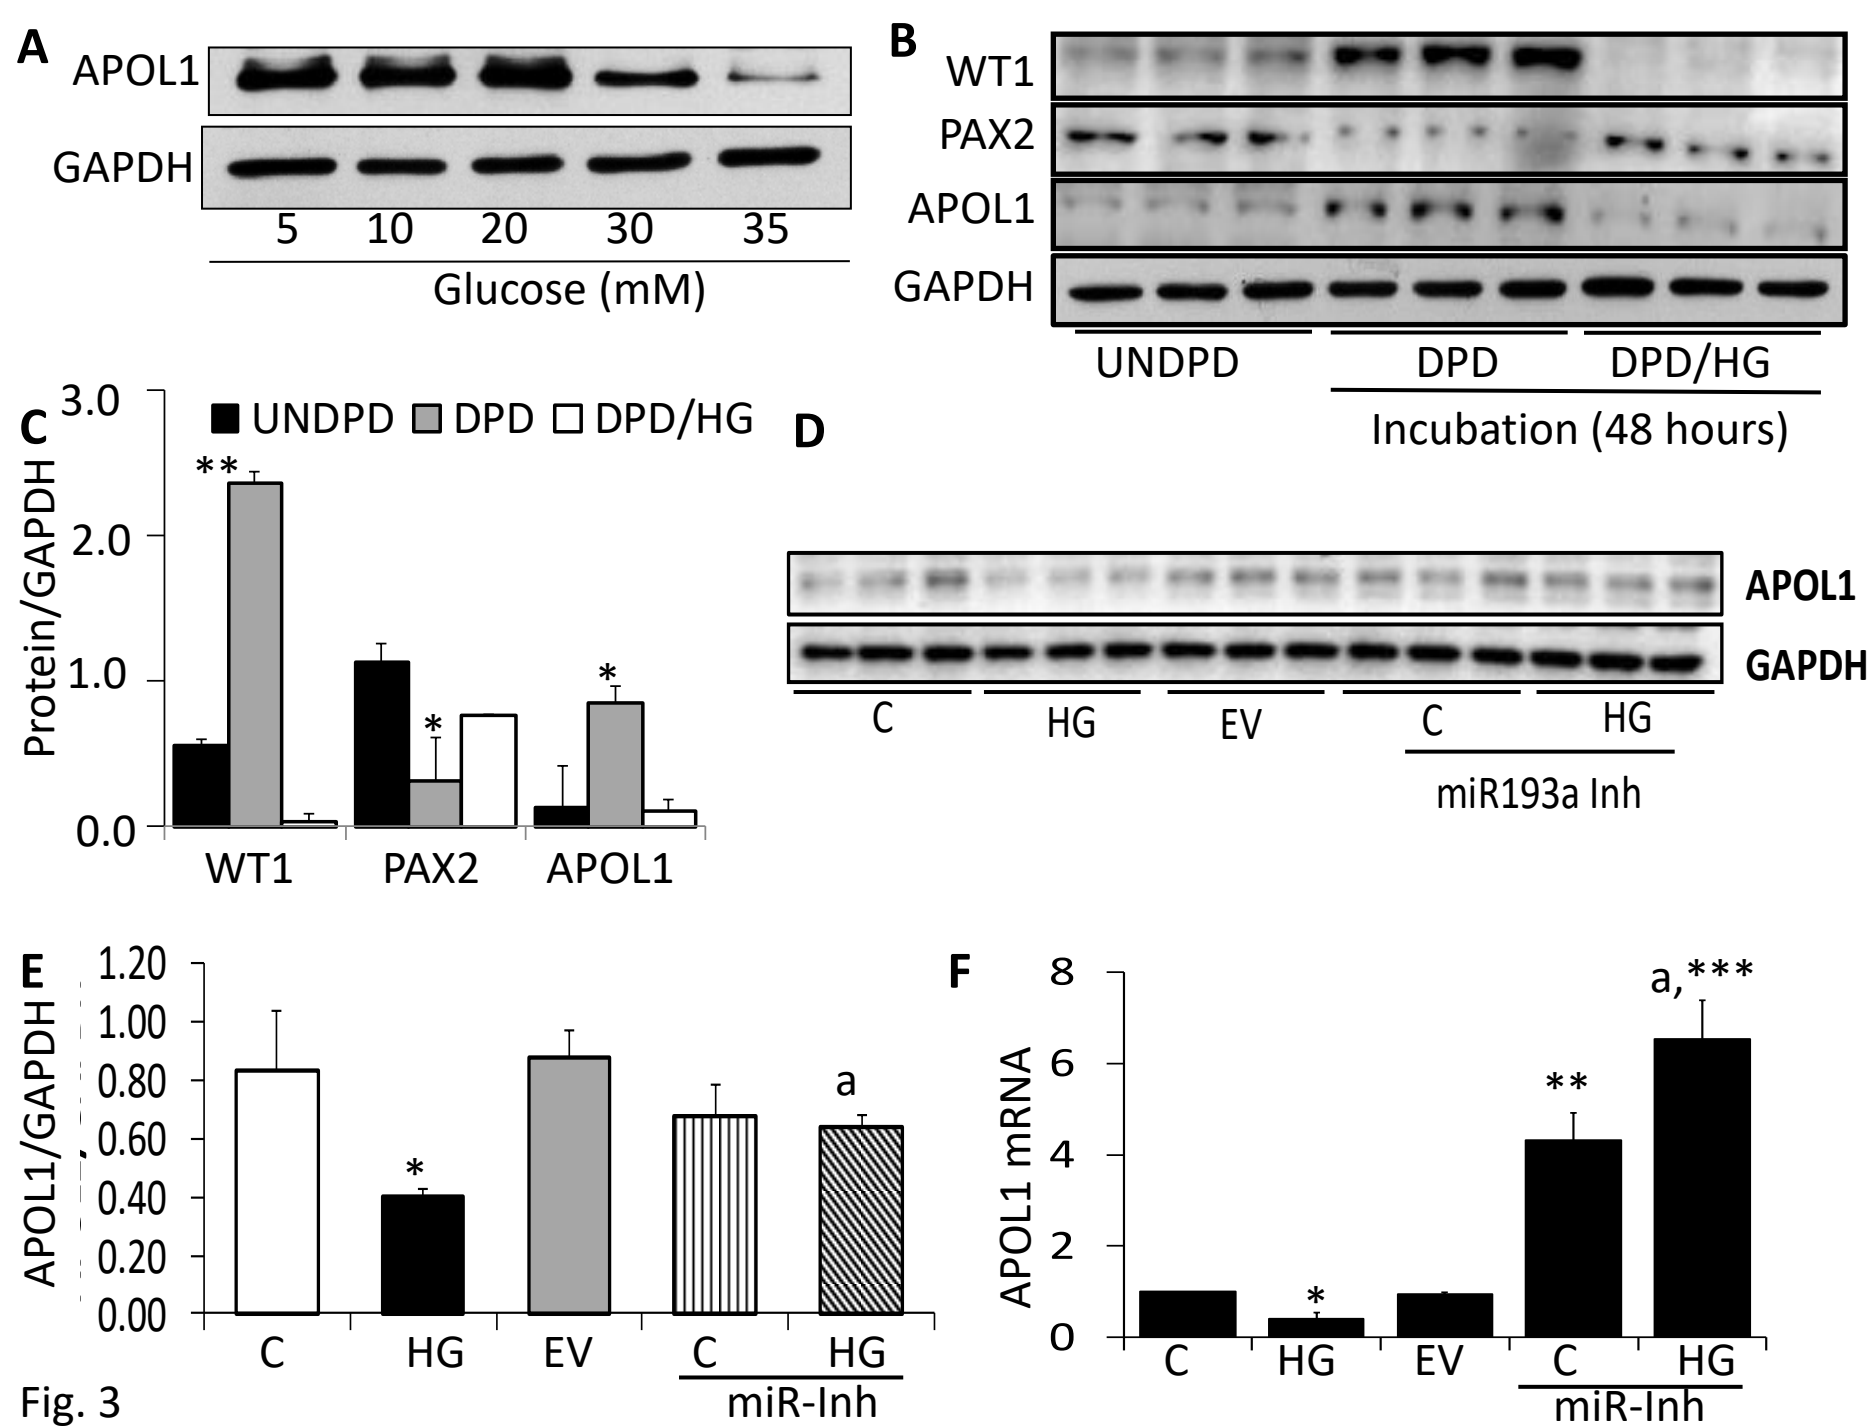 A
APOL1
GAPDH
5 10 20 30 35
Glucose (mM)
B
WT1
PAX2
APOL1
GAPDH
UNDPD DPD DPD/HG
Incubation (48 hours)
C
UNDPD DPD DPD/HG
Protein/GAPDH
3.0
2.0
1.0
0.0
**
*
*
WT1 PAX2 APOL1
D
APOL1
GAPDH
C HG EV C HG
miR193a Inh
E
APOL1/GAPDH
1.20
1.00
0.80
0.60
0.40
0.20
0.00
*
a
C HG EV C HG
miR-Inh
F
APOL1 mRNA
8
6
4
2
0
*
**
a,***
C HG EV C HG
miR-Inh
Fig. 3